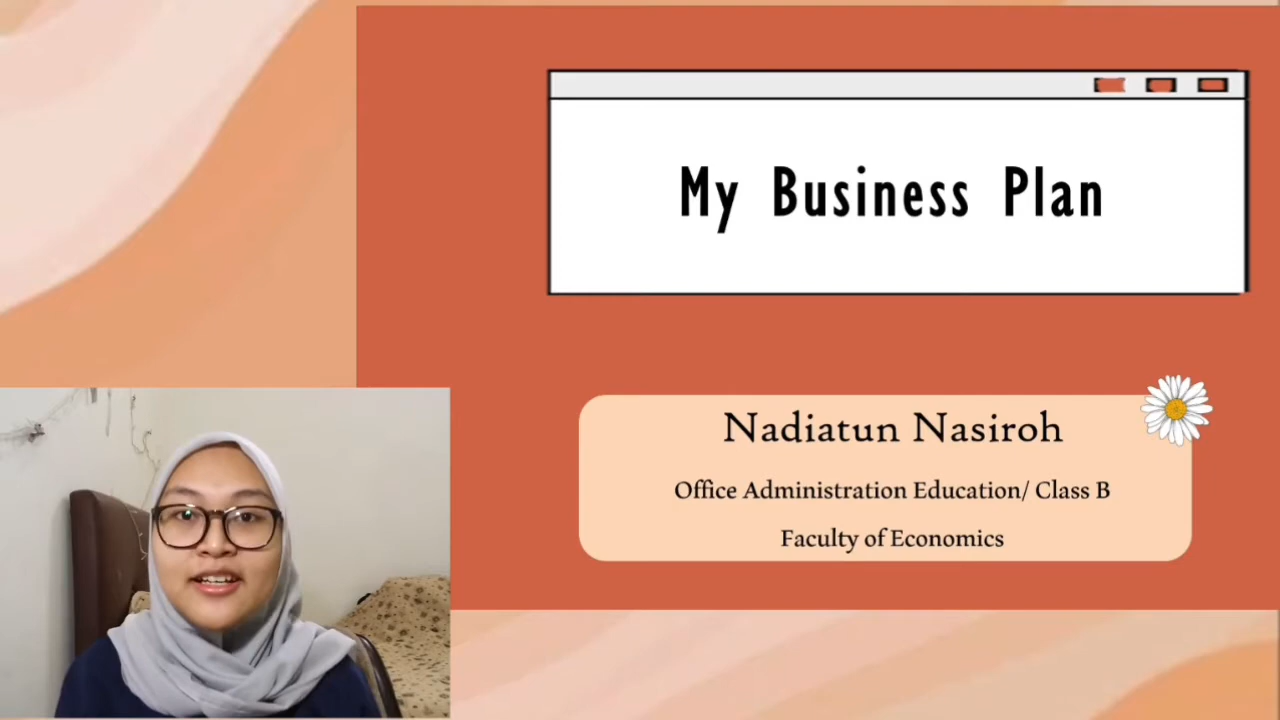 My Business Plan
Nadiatun Nasiroh
Office Administration Education/ Class B
Faculty of Economics